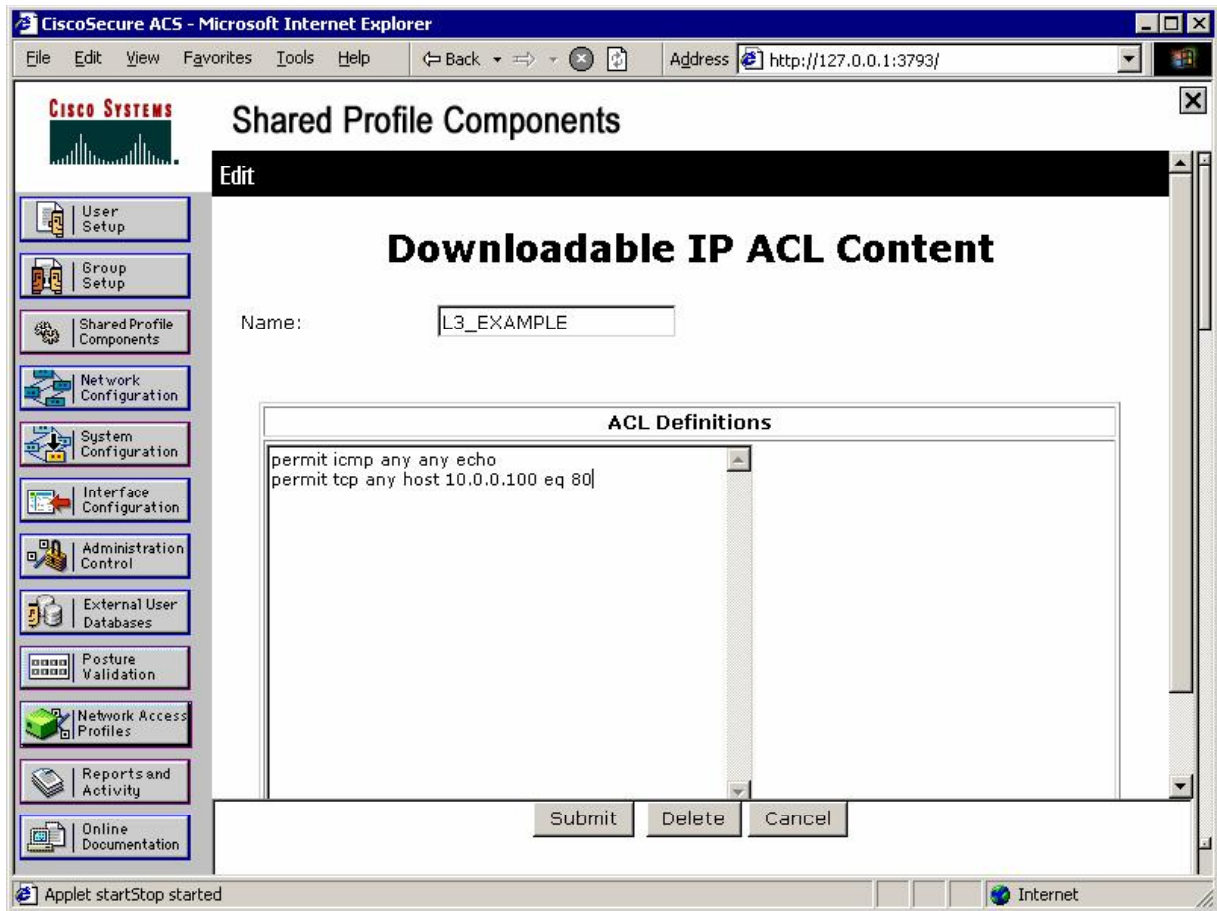 CiscoSecure ACS - Microsoft Internet Explorer
File Edit View Favorites Tools Help Back Address http://127.0.0.1:3793/
CISCO SYSTEMS
Shared Profile Components
Edit
User
Setup
Group
Setup
Shared Profile
Components
Network
Configuration
System
Configuration
Interface
Configuration
Administration
Control
External User
Databases
Posture
Validation
Network Access
Profiles
Reports and
Activity
Online
Documentation
Downloadable IP ACL Content
Name: L3_EXAMPLE
ACL Definitions
permit icmp any any echo
permit tcp any host 10.0.0.100 eq 80
Submit Delete Cancel
Applet startStop started Internet